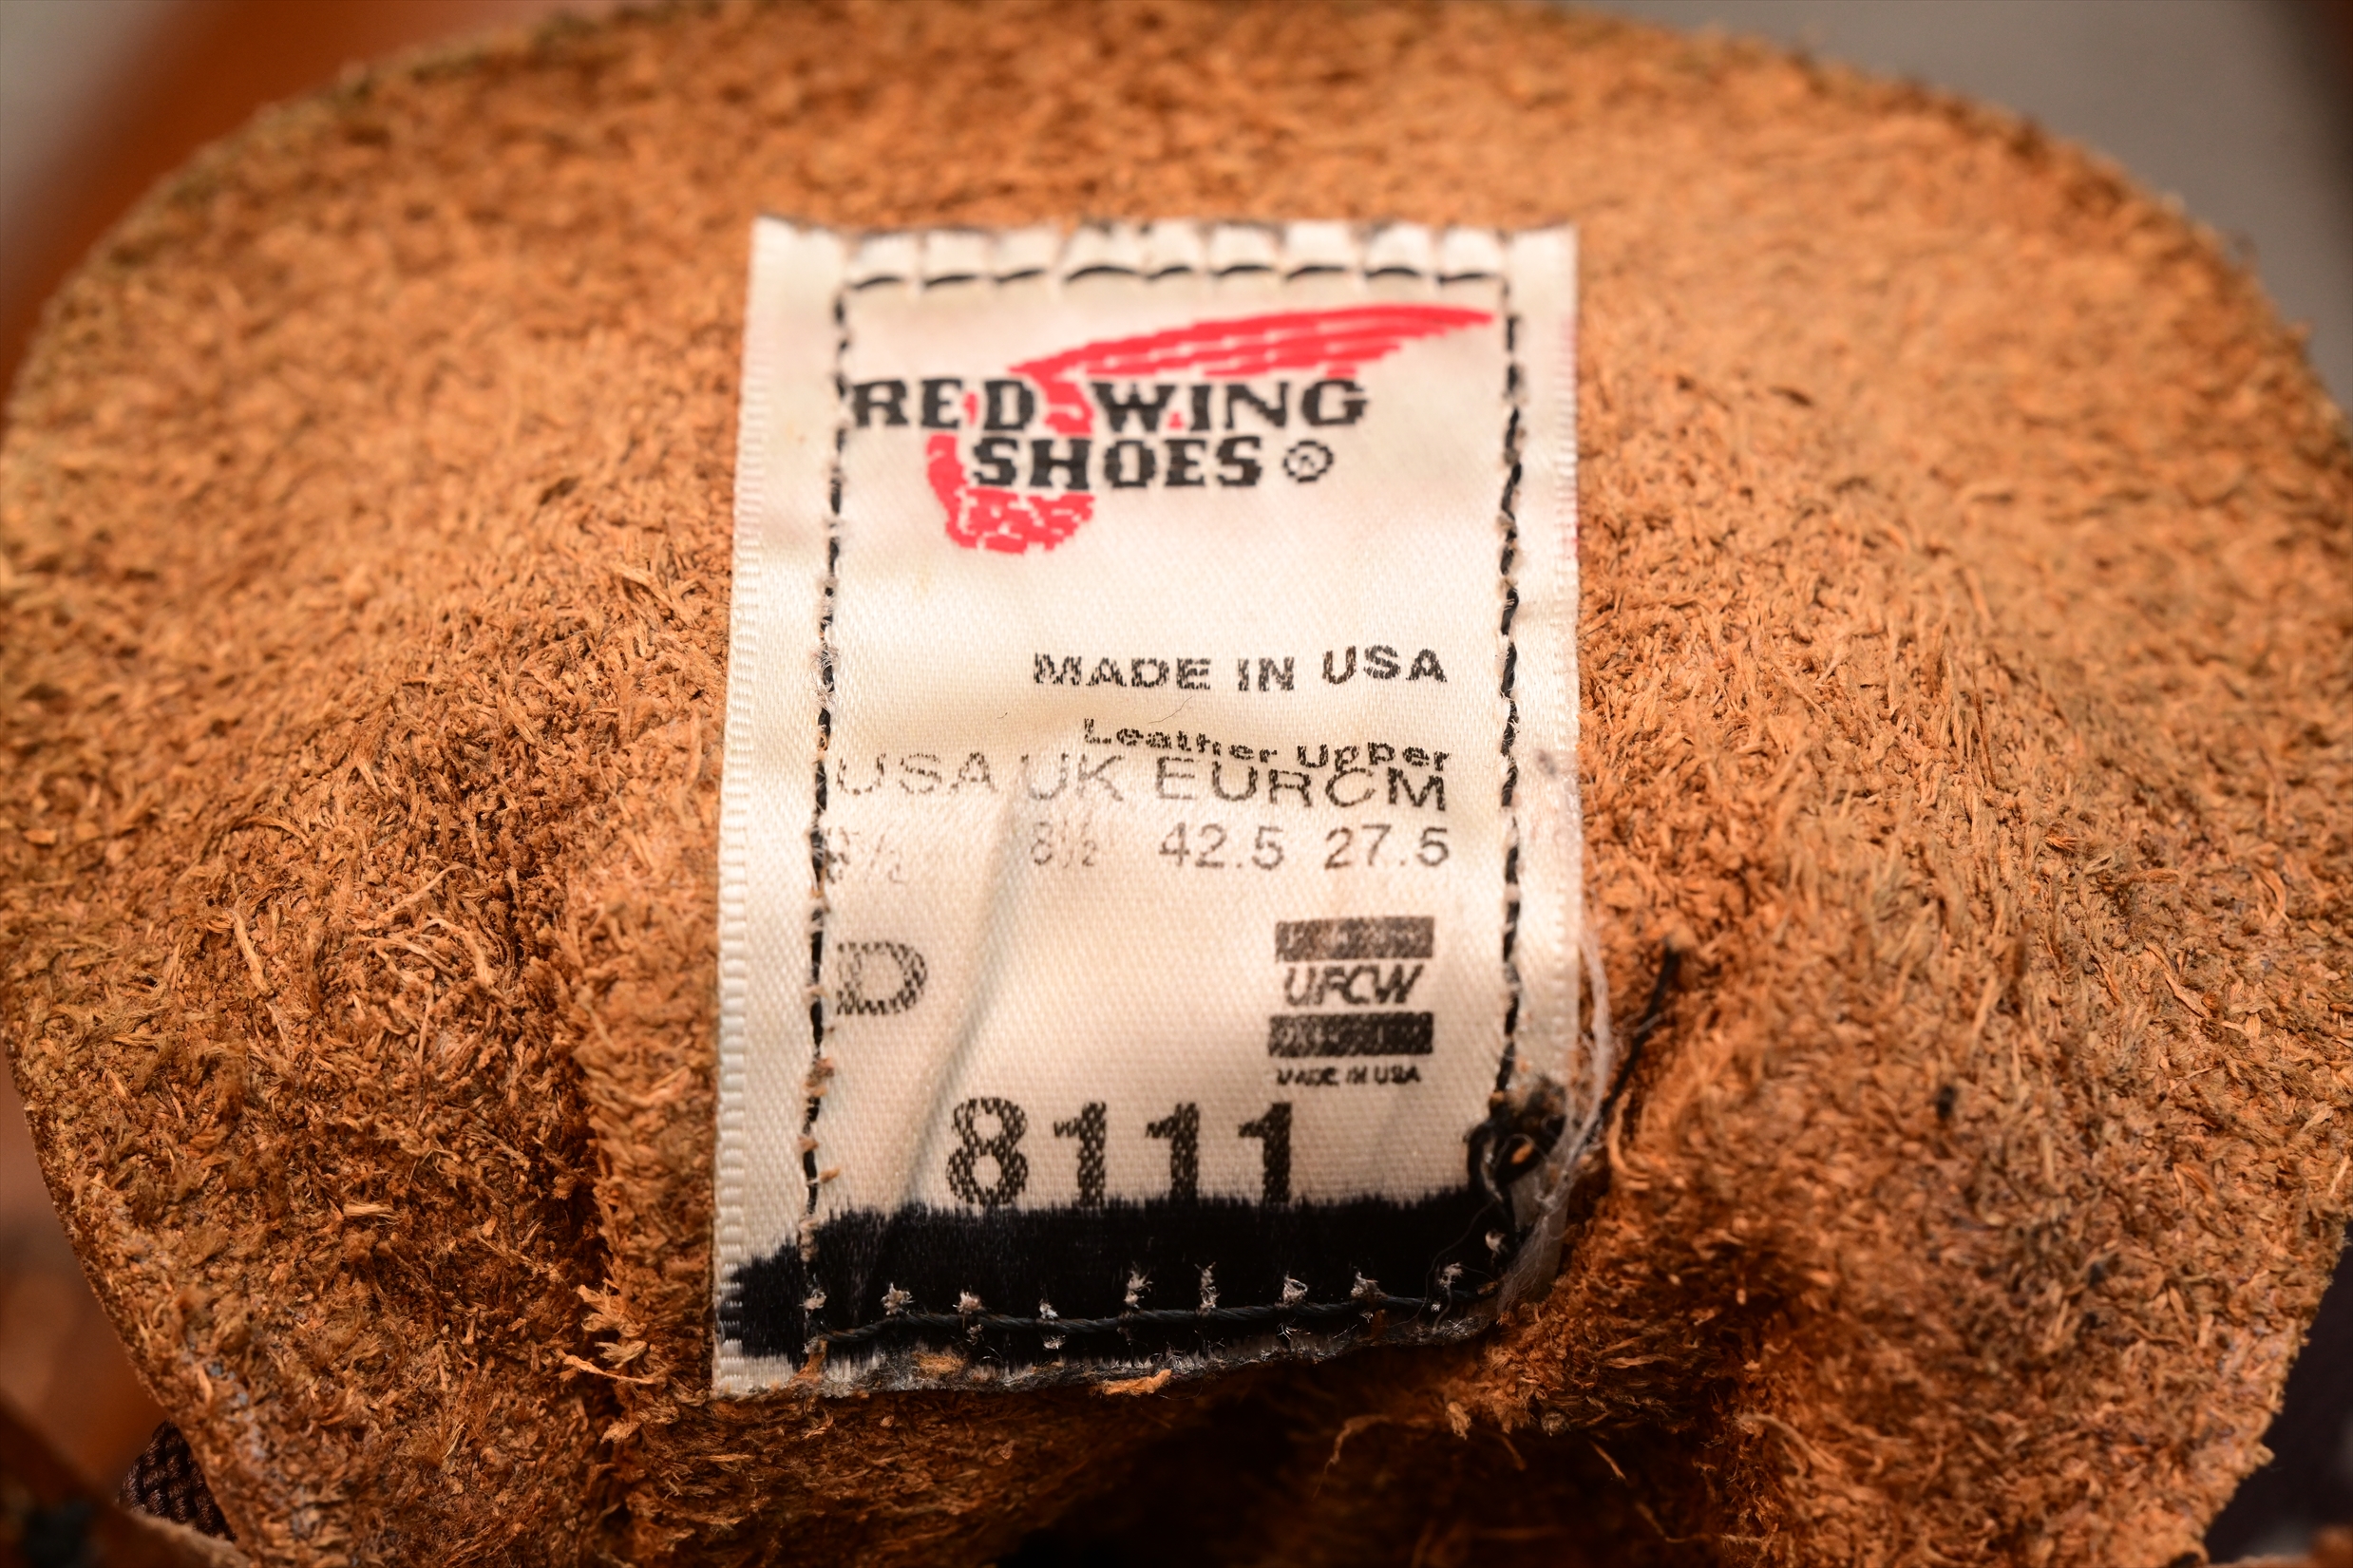 RED WING
SHOES®
MADE IN USA
Leather Upper
USA UK EUR CM
8½ 42.5 27.5
D
UFCW
MADE IN USA
8111